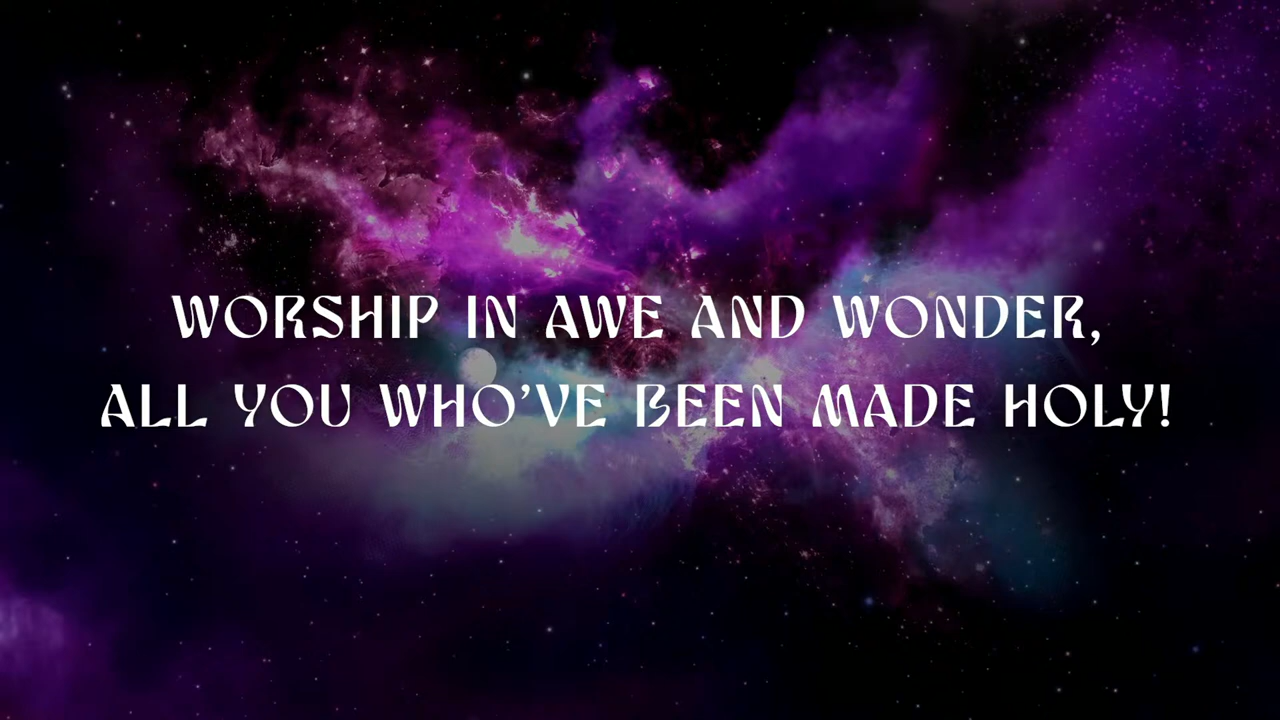 WORSHIP IN AWE AND WONDER,
ALL YOU WHO’VE BEEN MADE HOLY!